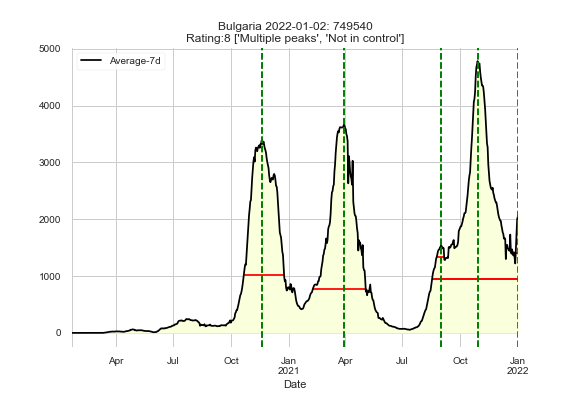 Bulgaria 2022-01-02: 749540
Rating:8 ['Multiple peaks', 'Not in control']
Average-7d
5000
4000
3000
2000
1000
0
Apr Jul Oct Jan Apr Jul Oct Jan
2021 2022
Date